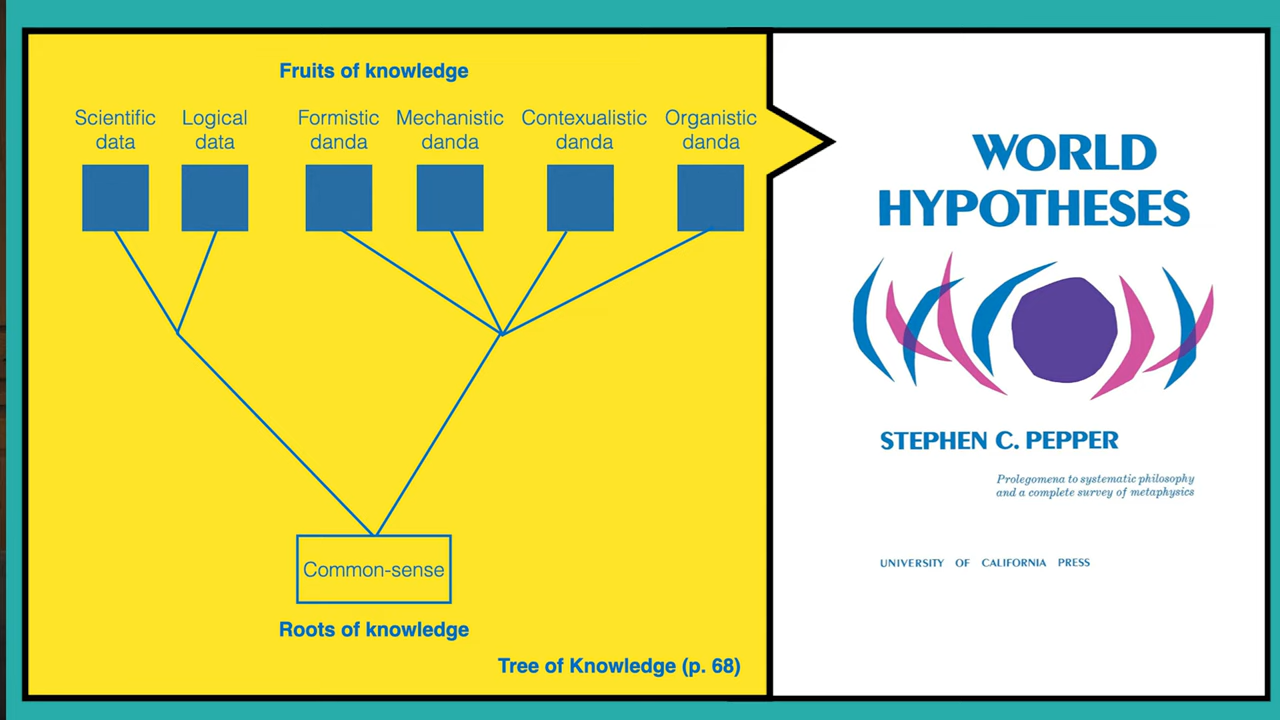 Fruits of knowledge
Scientific data
Logical data
Formistic danda
Mechanistic danda
Contexualistic danda
Organistic danda
Common-sense
Roots of knowledge
Tree of Knowledge (p. 68)
WORLD
HYPOTHESES
STEPHEN C. PEPPER
Prolegomena to systematic philosophy
and a complete survey of metaphysics
UNIVERSITY OF CALIFORNIA PRESS